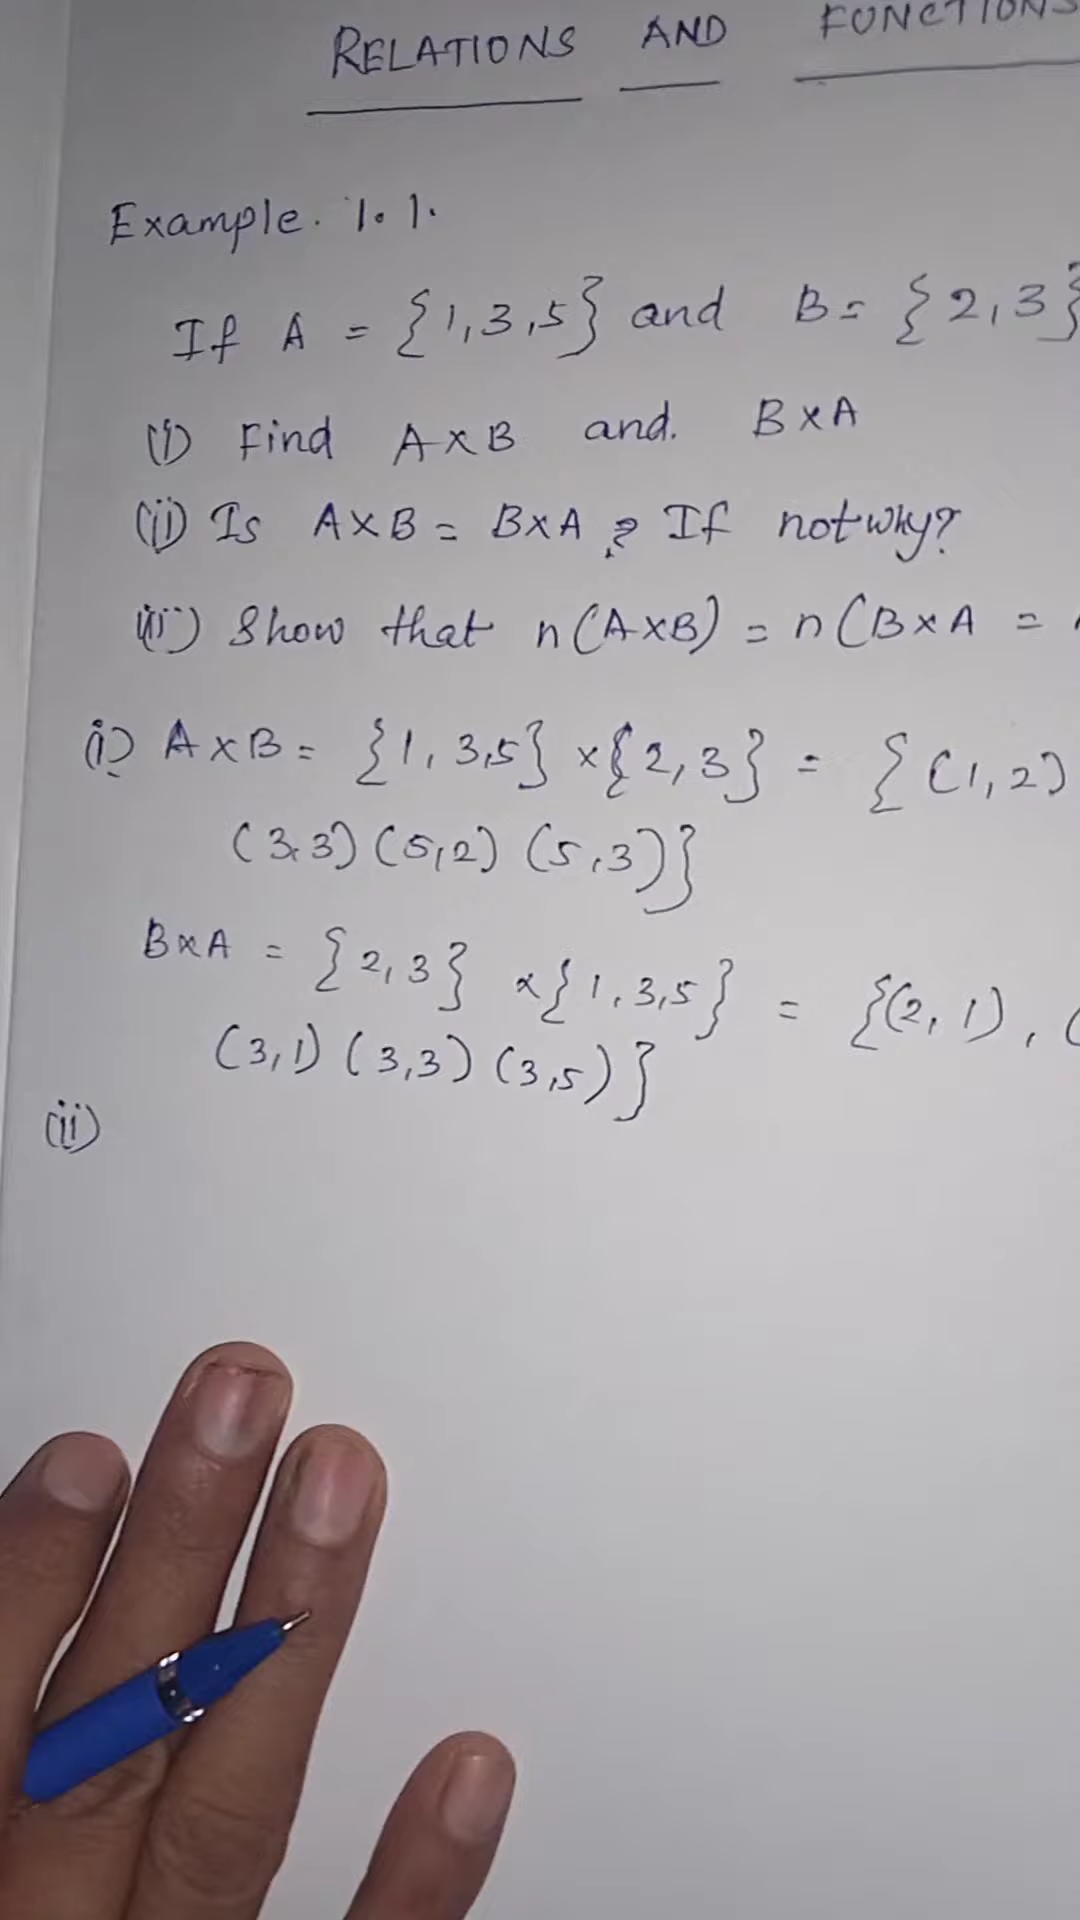 RELATIONS AND FUNCTIONS
Example. 1.1.
If A = {1,3,5} and B = {2,3}
(i) Find A×B and. B×A
(ii) Is A×B = B×A ? If not why?
(iii) Show that n(A×B) = n(B×A =
(i) A×B = {1,3,5} × {2,3} = {(1,2)
(3,3) (5,2) (5,3)}
B×A = {2,3} × {1,3,5} = {(2,1), (
(3,1) (3,3) (3,5)}
(ii)